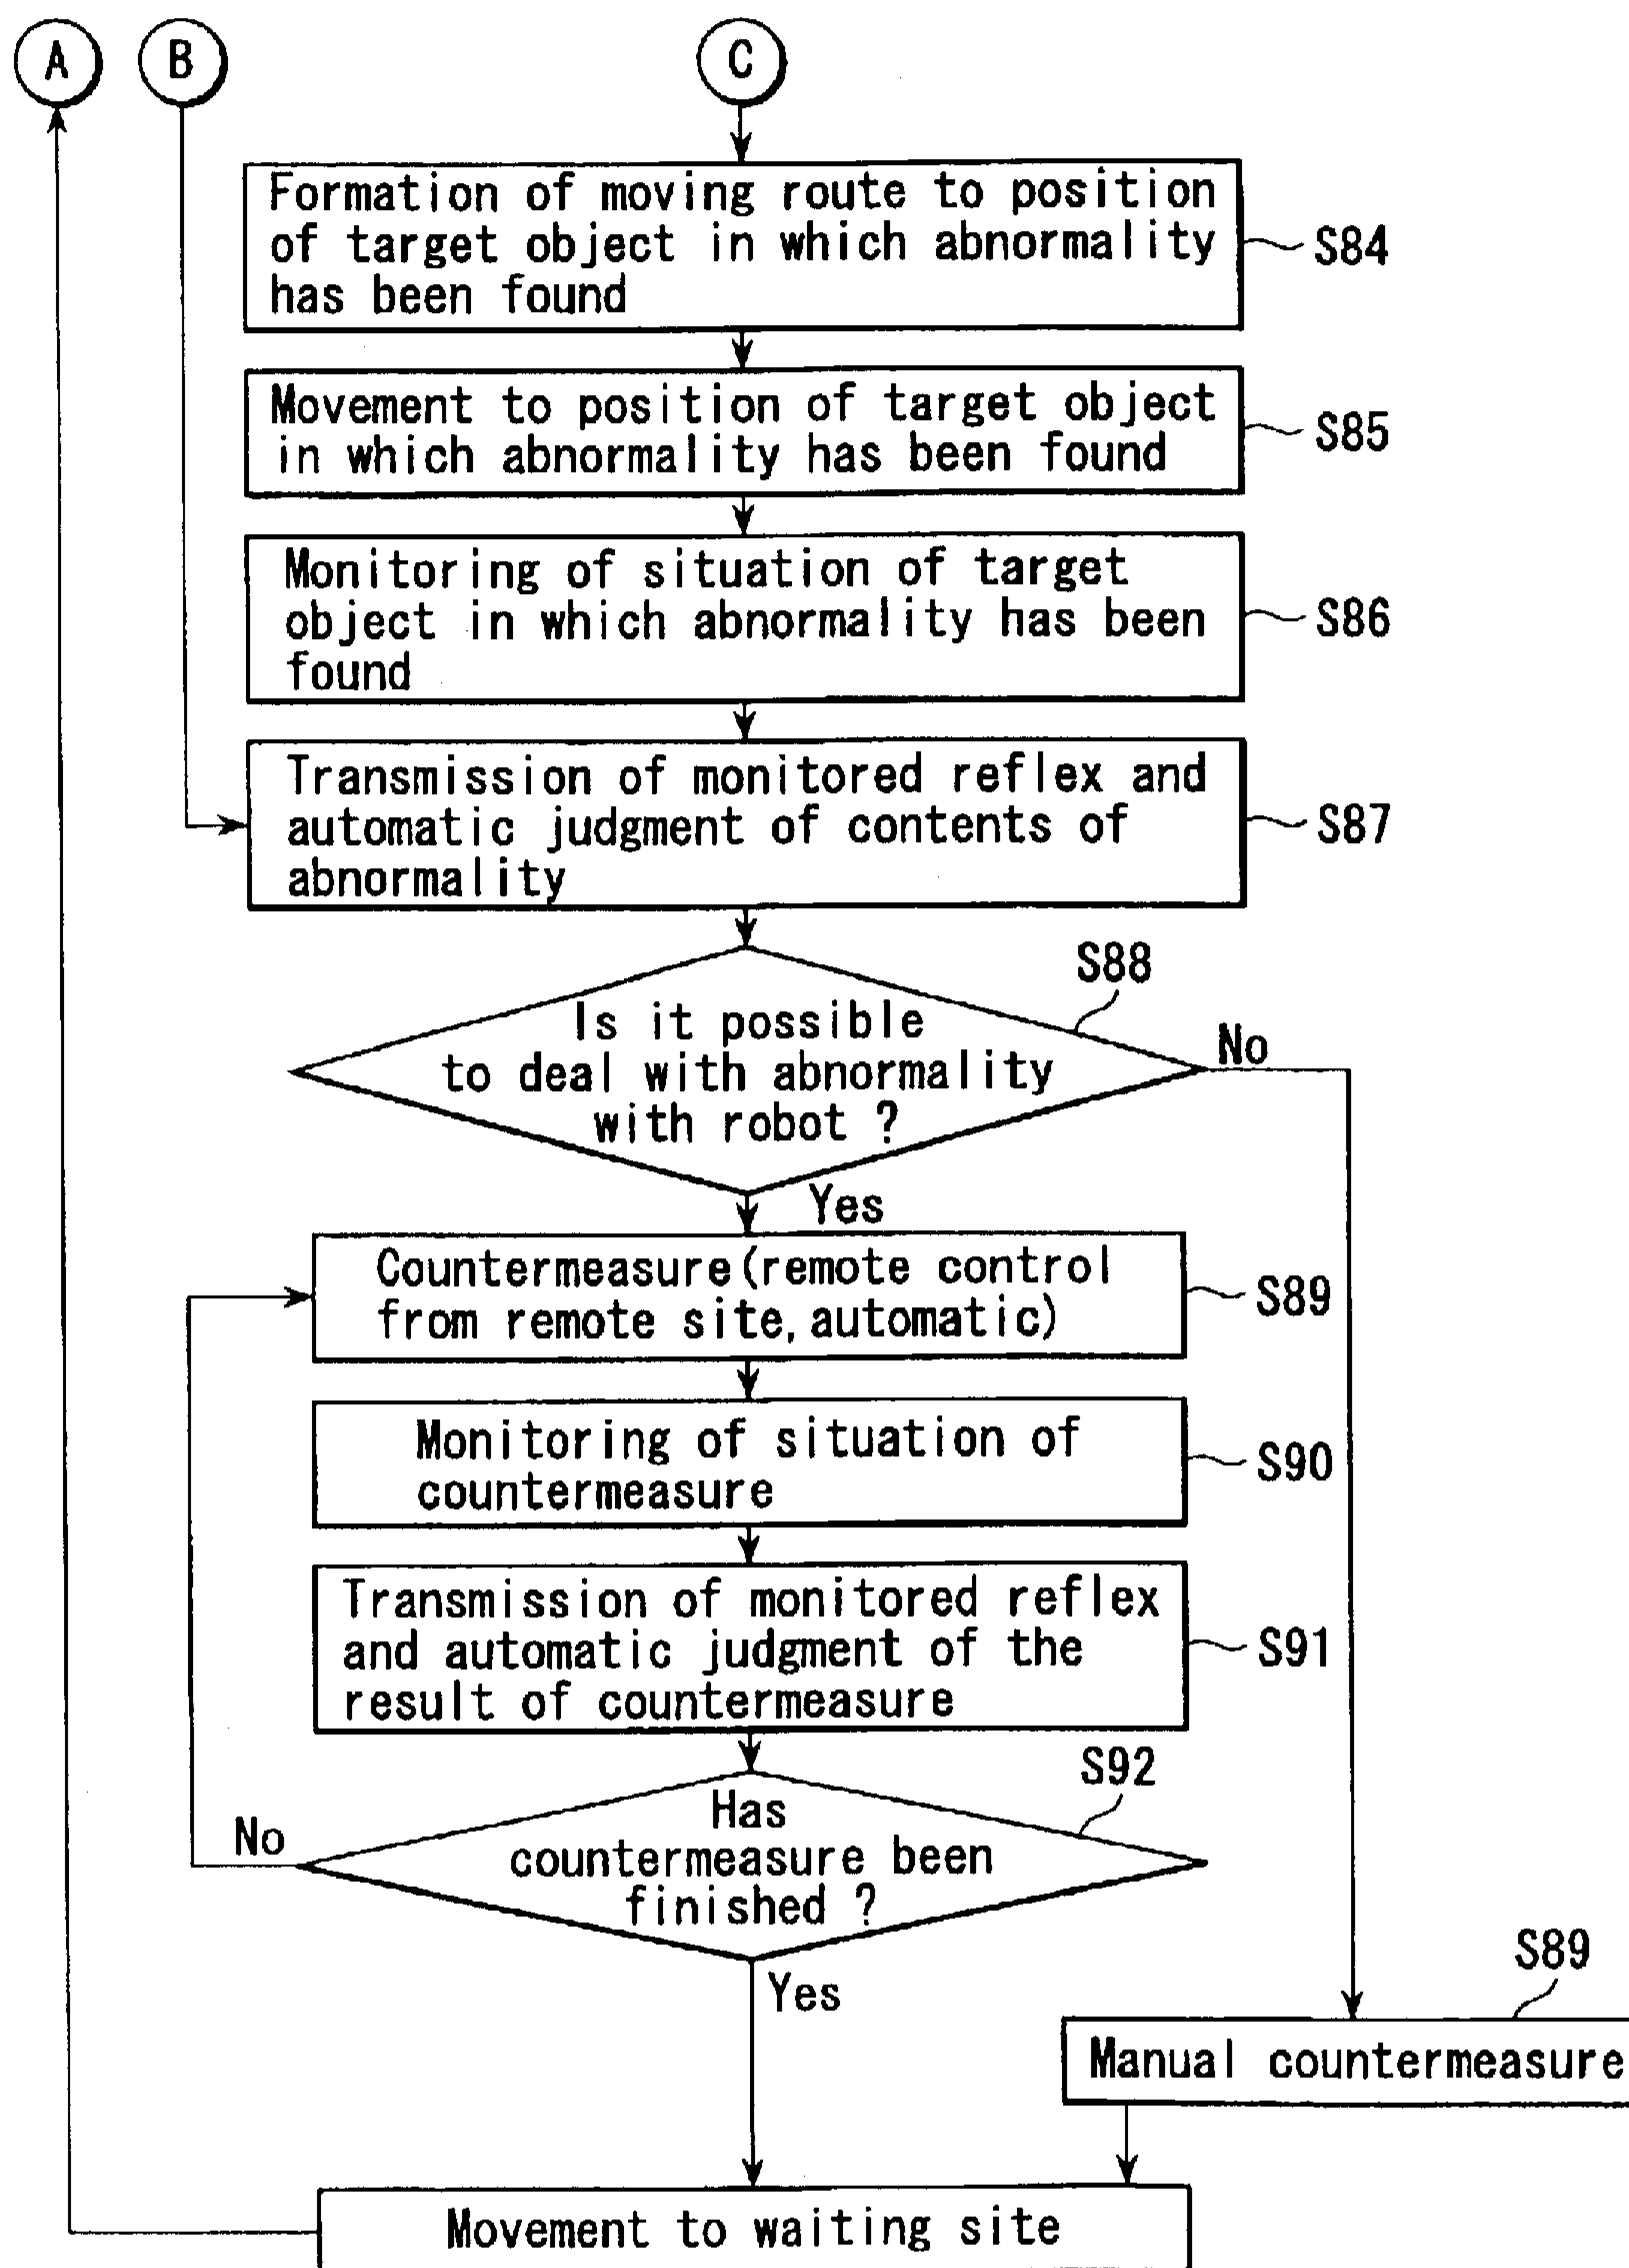 A
B
C
Formation of moving route to position
of target object in which abnormality
has been found
S84
Movement to position of target object
in which abnormality has been found
S85
Monitoring of situation of target
object in which abnormality has been
found
S86
Transmission of monitored reflex and
automatic judgment of contents of
abnormality
S87
S88
Is it possible
to deal with abnormality
with robot ?
No
Yes
Countermeasure(remote control
from remote site,automatic)
S89
Monitoring of situation of
countermeasure
S90
Transmission of monitored reflex
and automatic judgment of the
result of countermeasure
S91
S92
Has
countermeasure been
finished ?
No
Yes
S89
Manual countermeasure
Movement to waiting site